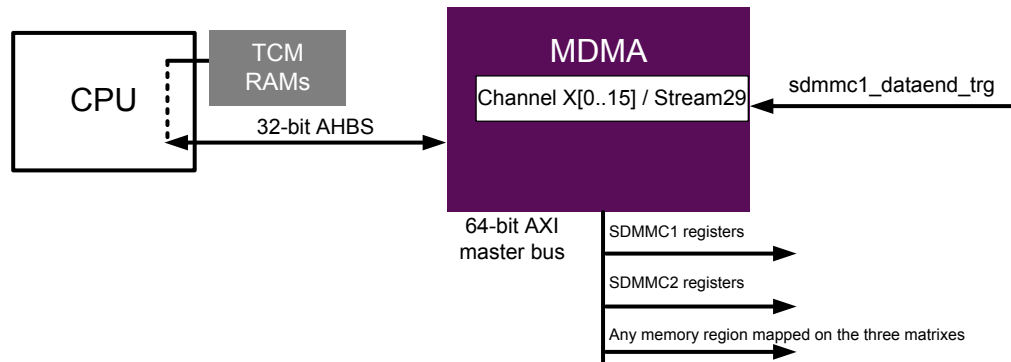 CPU
TCM
RAMs
32-bit AHBS
MDMA
Channel X[0..15] / Stream29
sdmmc1_dataend_trg
64-bit AXI
master bus
SDMMC1 registers
SDMMC2 registers
Any memory region mapped on the three matrixes